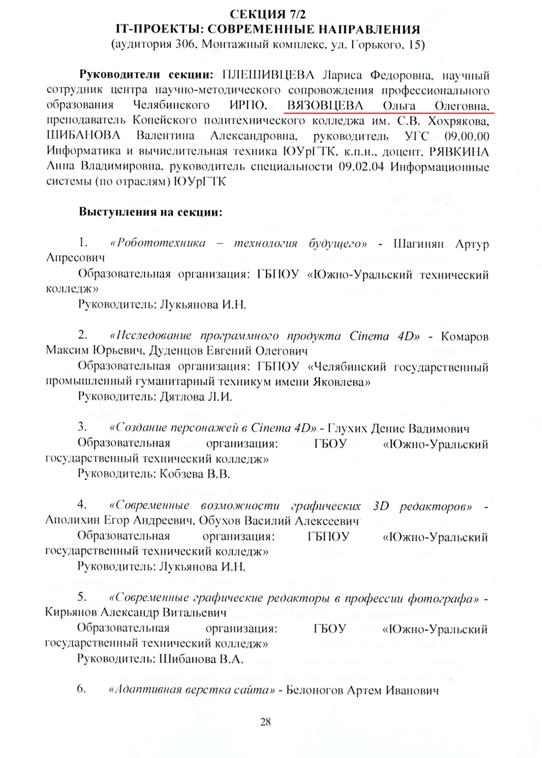 СЕКЦИЯ 7/2
IT-ПРОЕКТЫ: СОВРЕМЕННЫЕ НАПРАВЛЕНИЯ
(аудитория 306, Монтажный комплекс, ул. Горького, 15)
Руководители секции: ПЛЕШИВЦЕВА Лариса Федоровна, научный
сотрудник центра научно-методического сопровождения профессионального
образования Челябинского ИРПО, ВЯЗОВЦЕВА Ольга Олеговна,
преподаватель Копейского политехнического колледжа им. С.В. Хохрякова,
ШИБАНОВА Валентина Александровна, руководитель УГС 09.00.00
Информатика и вычислительная техника ЮУрГТК, к.п.н., доцент, РЯВКИНА
Анна Владимировна, руководитель специальности 09.02.04 Информационные
системы (по отраслям) ЮУрГТК
Выступления на секции:
1. «Робототехника – технология будущего» - Шагинян Артур
Апресович
Образовательная организация: ГБПОУ «Южно-Уральский технический
колледж»
Руководитель: Лукьянова И.Н.
2. «Исследование программного продукта Cinema 4D» - Комаров
Максим Юрьевич, Дуденцов Евгений Олегович
Образовательная организация: ГБПОУ «Челябинский государственный
промышленный гуманитарный техникум имени Яковлева»
Руководитель: Дятлова Л.И.
3. «Создание персонажей в Cinema 4D» - Глухих Денис Вадимович
Образовательная организация: ГБОУ «Южно-Уральский
государственный технический колледж»
Руководитель: Кобзева В.В.
4. «Современные возможности графических 3D редакторов» -
Аполихин Егор Андреевич, Обухов Василий Алексеевич
Образовательная организация: ГБПОУ «Южно-Уральский
государственный технический колледж»
Руководитель: Лукьянова И.Н.
5. «Современные графические редакторы в профессии фотографа» -
Кирьянов Александр Витальевич
Образовательная организация: ГБОУ «Южно-Уральский
государственный технический колледж»
Руководитель: Шибанова В.А.
6. «Адаптивная верстка сайта» - Белоногов Артем Иванович
28